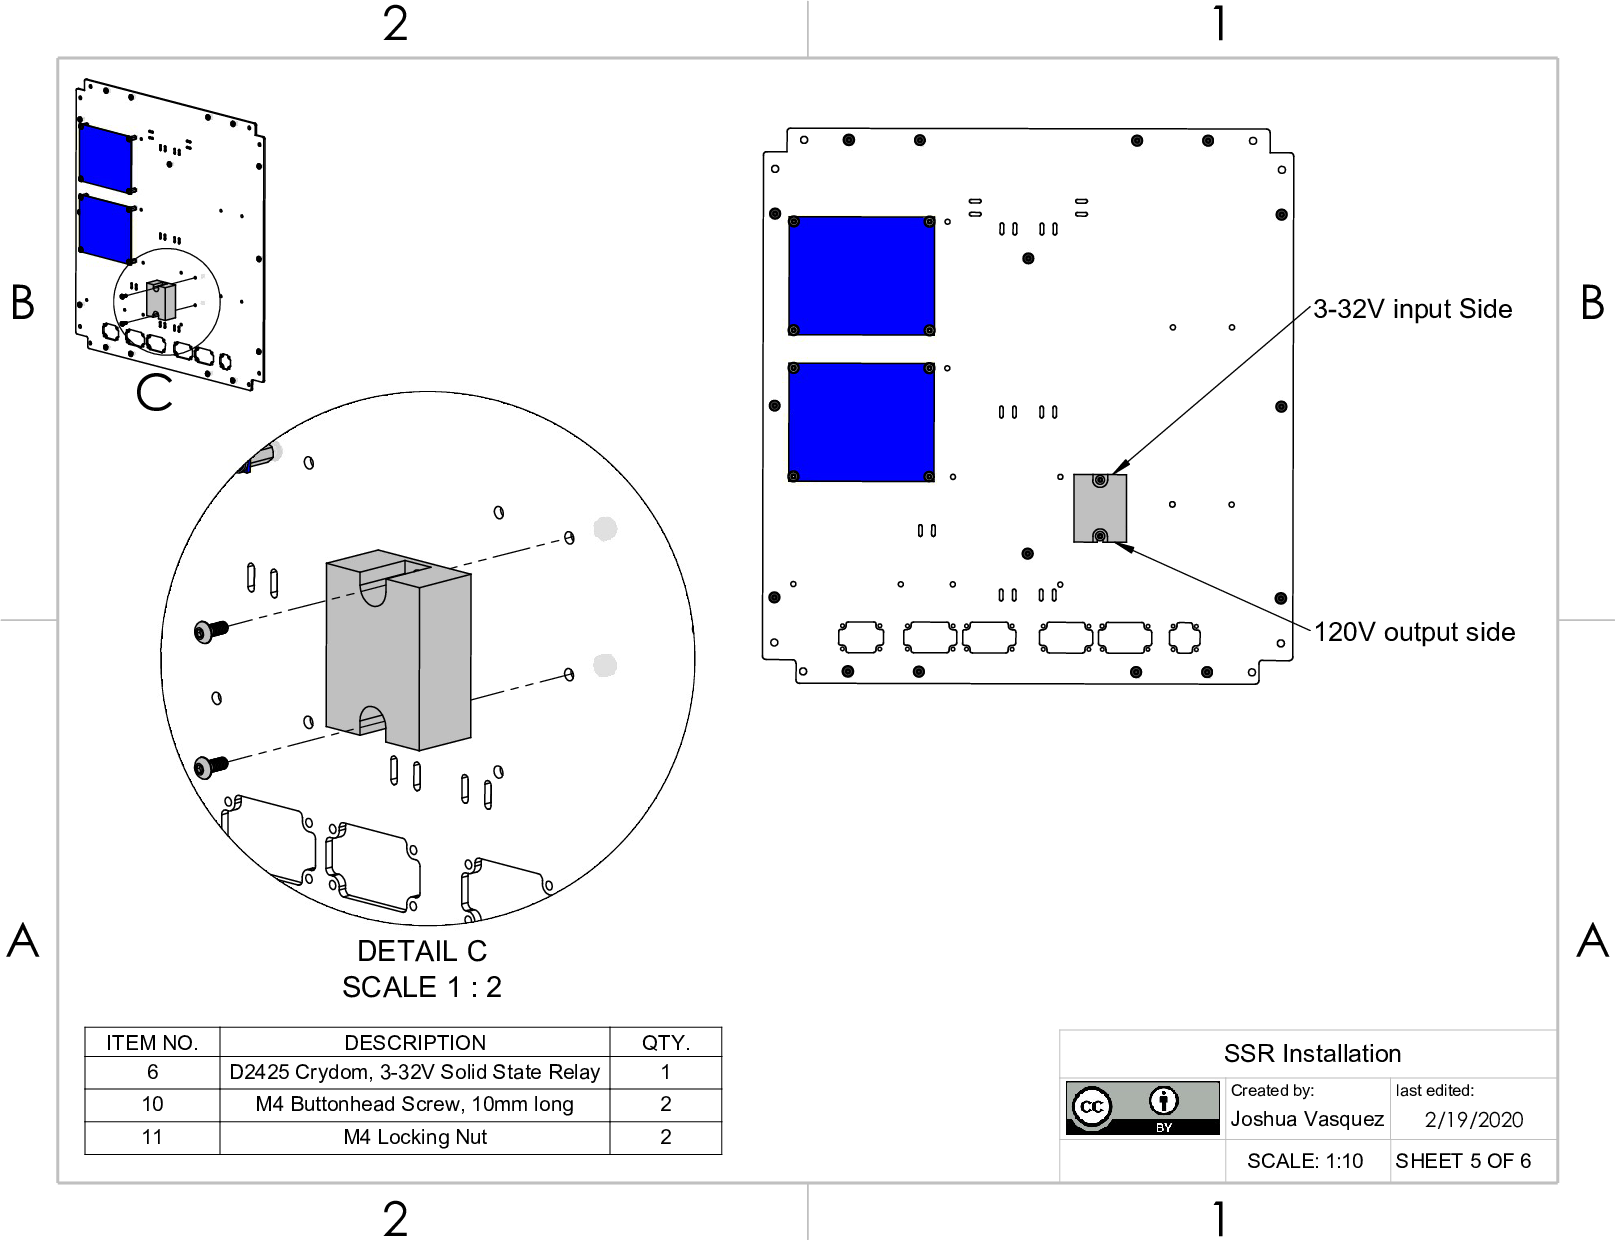 2
1
B
B
C
3-32V input Side
120V output side
A
A
DETAIL C
SCALE 1 : 2
ITEM NO. DESCRIPTION QTY.
6 D2425 Crydom, 3-32V Solid State Relay 1
10 M4 Buttonhead Screw, 10mm long 2
11 M4 Locking Nut 2
SSR Installation
cc
BY
Created by:
Joshua Vasquez
last edited:
2/19/2020
SCALE: 1:10
SHEET 5 OF 6
2
1